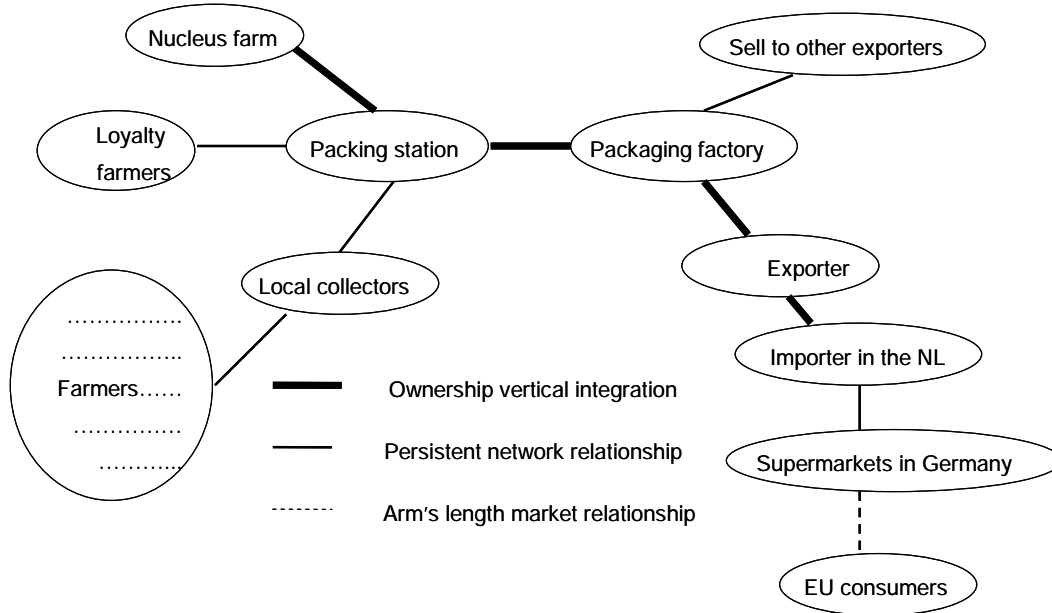 Nucleus farm
Sell to other exporters
Loyalty
farmers
Packing station
Packaging factory
Exporter
Local collectors
……………
……………..
Farmers……
……………
………..
Importer in the NL
Supermarkets in Germany
EU consumers
Ownership vertical integration
Persistent network relationship
Arm's length market relationship